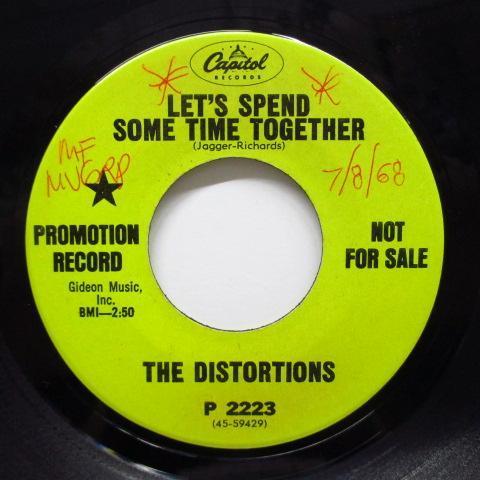 Capitol
RECORDS
LET'S SPEND
SOME TIME TOGETHER
(Jagger-Richards)
MF
7/8/68
PROMOTION
RECORD
NOT
FOR SALE
Gideon Music,
Inc.
BMI—2:50
THE DISTORTIONS
P 2223
(45-59429)